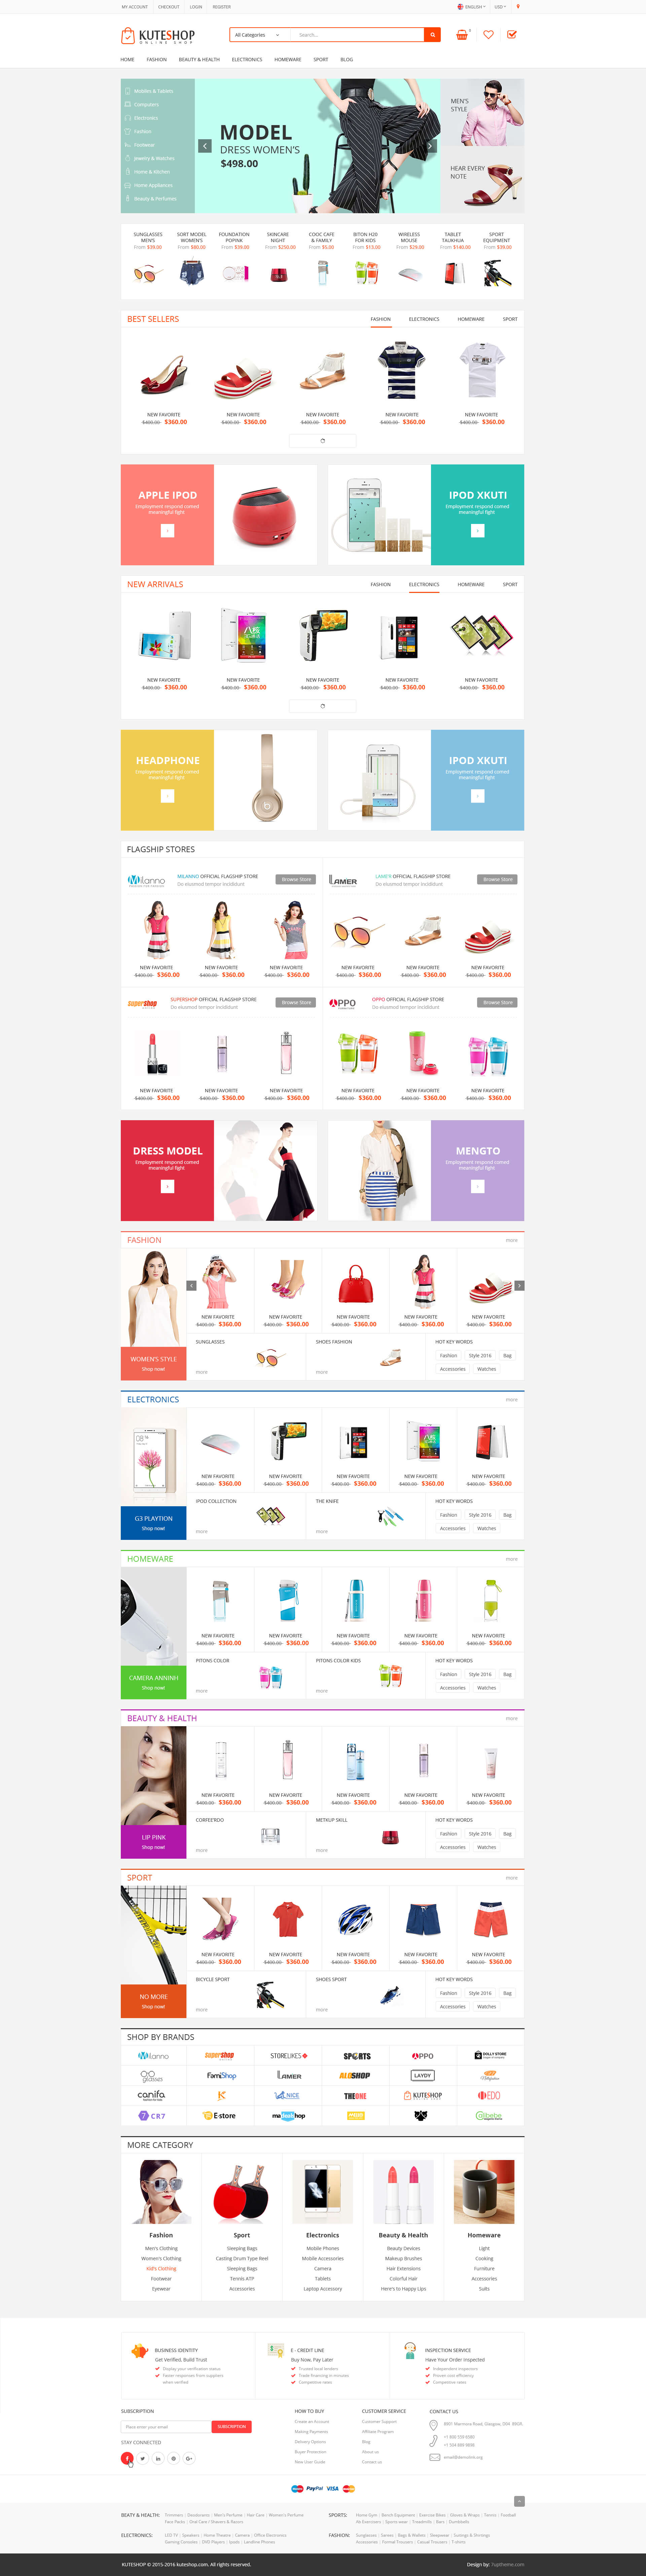 MY ACCOUNT CHECKOUT LOGIN REGISTER ENGLISH USD
KUTESHOP
ONLINE SHOP
All Categories Search...
HOME FASHION BEAUTY & HEALTH ELECTRONICS HOMEWARE SPORT BLOG
Mobiles & Tablets
Computers
Electronics
Fashion
Footwear
Jewelry & Watches
Home & Kitchen
Home Appliances
Beauty & Perfumes
MODEL
DRESS WOMEN'S
$498.00
MEN'S
STYLE
HEAR EVERY
NOTE
SUNGLASSES MEN'S From $39.00
SORT MODEL WOMEN'S From $80.00
FOUNDATION POPINK From $39.00
SKINCARE NIGHT From $250.00
COOC CAFE & FAMILY From $5.00
BITON H20 FOR KIDS From $15.00
WIRELESS MOUSE From $29.00
TABLET TAUKHUA From $140.00
SPORT EQUIPMENT From $39.00
BEST SELLERS FASHION ELECTRONICS HOMEWARE SPORT
NEW FAVORITE NEW FAVORITE NEW FAVORITE NEW FAVORITE NEW FAVORITE
$400.00 $360.00 $400.00 $360.00 $400.00 $360.00 $400.00 $360.00 $400.00 $360.00
APPLE IPOD
Employment respond comed
meaningful fight
IPOD XKUTI
Employment respond comed
meaningful fight
NEW ARRIVALS FASHION ELECTRONICS HOMEWARE SPORT
NEW FAVORITE NEW FAVORITE NEW FAVORITE NEW FAVORITE NEW FAVORITE
$400.00 $360.00 $400.00 $360.00 $400.00 $360.00 $400.00 $360.00 $400.00 $360.00
HEADPHONE
Employment respond comed
meaningful fight
IPOD XKUTI
Employment respond comed
meaningful fight
FLAGSHIP STORES
Milanno MILANNO OFFICIAL FLAGSHIP STORE Browse Store
Do eiusmod tempor incididunt
LAMER LAMER OFFICIAL FLAGSHIP STORE Browse Store
Do eiusmod tempor incididunt
NEW FAVORITE NEW FAVORITE NEW FAVORITE NEW FAVORITE NEW FAVORITE NEW FAVORITE
$400.00 $360.00 $400.00 $360.00 $400.00 $360.00 $400.00 $360.00 $400.00 $360.00 $400.00 $360.00
supershop SUPERSHOP OFFICIAL FLAGSHIP STORE Browse Store
Do eiusmod tempor incididunt
OPPO OPPO OFFICIAL FLAGSHIP STORE Browse Store
Do eiusmod tempor incididunt
NEW FAVORITE NEW FAVORITE NEW FAVORITE NEW FAVORITE NEW FAVORITE NEW FAVORITE
$400.00 $360.00 $400.00 $360.00 $400.00 $360.00 $400.00 $360.00 $400.00 $360.00 $400.00 $360.00
DRESS MODEL
Employment respond comed
meaningful fight
MENGTO
Employment respond comed
meaningful fight
FASHION more
NEW FAVORITE NEW FAVORITE NEW FAVORITE NEW FAVORITE NEW FAVORITE
$400.00 $360.00 $400.00 $360.00 $400.00 $360.00 $400.00 $360.00 $400.00 $360.00
WOMEN'S STYLE
Shop now!
SUNGLASSES more
SHOES FASHION more
HOT KEY WORDS
Fashion Style 2016 Bag
Accessories Watches
ELECTRONICS more
NEW FAVORITE NEW FAVORITE NEW FAVORITE NEW FAVORITE NEW FAVORITE
$400.00 $360.00 $400.00 $360.00 $400.00 $360.00 $400.00 $360.00 $400.00 $360.00
G3 PLAYTION
Shop now!
IPOD COLLECTION more
THE KNIFE more
HOT KEY WORDS
Fashion Style 2016 Bag
Accessories Watches
HOMEWARE more
NEW FAVORITE NEW FAVORITE NEW FAVORITE NEW FAVORITE NEW FAVORITE
$400.00 $360.00 $400.00 $360.00 $400.00 $360.00 $400.00 $360.00 $400.00 $360.00
CAMERA ANNINH
Shop now!
PITONS COLOR more
PITONS COLOR KIDS more
HOT KEY WORDS
Fashion Style 2016 Bag
Accessories Watches
BEAUTY & HEALTH more
NEW FAVORITE NEW FAVORITE NEW FAVORITE NEW FAVORITE NEW FAVORITE
$400.00 $360.00 $400.00 $360.00 $400.00 $360.00 $400.00 $360.00 $400.00 $360.00
LIP PINK
Shop now!
CORFEE'RDO more
METKUP SKILL more
HOT KEY WORDS
Fashion Style 2016 Bag
Accessories Watches
SPORT more
NEW FAVORITE NEW FAVORITE NEW FAVORITE NEW FAVORITE NEW FAVORITE
$400.00 $360.00 $400.00 $360.00 $400.00 $360.00 $400.00 $360.00 $400.00 $360.00
NO MORE
Shop now!
BICYCLE SPORT more
SHOES SPORT more
HOT KEY WORDS
Fashion Style 2016 Bag
Accessories Watches
SHOP BY BRANDS
Milanno supershop STORELIKES SPORTS OPPO DOLLY STORE
FamiShop LAMER ALOSHOP LAYDY
canifa K NICE THEONE KUTESHOP EDO
CR7 E-store
MORE CATEGORY
Fashion Sport Electronics Beauty & Health Homeware
Men's Clothing Sleeping Bags Mobile Phones Beauty Devices Light
Women's Clothing Casting Drum Type Reel Mobile Accessories Makeup Brushes Cooking
Kid's Clothing Sleeping Bags Camera Hair Extensions Furniture
Footwear Tennis ATP Tablets Colorful Hair Accessories
Eyewear Accessories Laptop Accessory Here's to Happy Lips Suits
BUSINESS IDENTITY
Get Verified, Build Trust
Display your verification status
Faster responses from suppliers
when verified
E - CREDIT LINE
Buy Now, Pay Later
Trusted local lenders
Trade financing in minutes
Competitive rates
INSPECTION SERVICE
Have Your Order Inspected
Independent inspectors
Proven cost efficiency
Competitive rates
SUBSCRIPTION
Place enter your email SUBSCRIPTION
STAY CONNECTED
HOW TO BUY
Create an Account
Making Payments
Delivery Options
Buyer Protection
New User Guide
CUSTOMER SERVICE
Customer Support
Affiliate Program
Blog
About us
Contact us
CONTACT US
PayPal VISA
BEATY & HEALTH: Trimmers Deodorants Men's Perfume Hair Care Women's Perfume
Face Packs Oral Care / Shavers & Razors
SPORTS: Home Gym Bench Equipment Exercise Bikes Gloves & Wraps Tennis Football
Ab Exercisers Sports wear Treadmills Bars Dumbbells
ELECTRONICS: LED TV Speakers Home Theatre Camera Office Electronics
Gaming Consoles DVD Players Ipads Landline Phones
FASHION: Sunglasses Sarees Bags & Wallets Sleepwear Suitings & Shirtings
Accessories Formal Trousers Casual Trousers T-shirts
KUTESHOP © 2015-2016 kuteshop.com. All rights reserved. Design by: 7uptheme.com